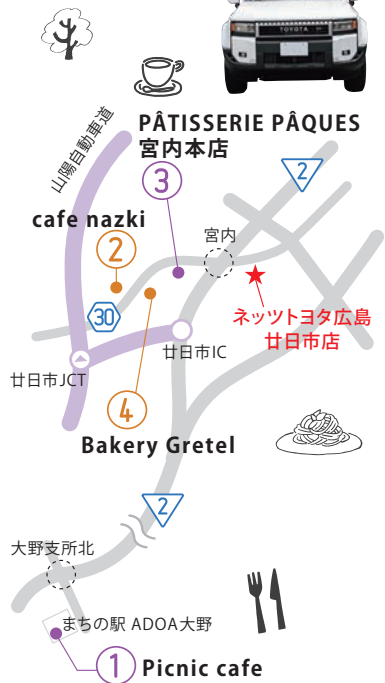 TOYOTA
山陽自動車道
PÂTISSERIE PÂQUES
宮内本店
3
2
cafe nazki
2
宮内
30
ネッツトヨタ広島
廿日市店
廿日市IC
廿日市JCT
4
Bakery Gretel
2
大野支所北
まちの駅 ADOA大野
1 Picnic cafe